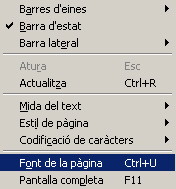 Barres d'eines
Barra d'estat
Barra lateral
Atura Esc
Actualitza Ctrl+R
Mida del text
Estil de pàgina
Codificació de caràcters
Font de la pàgina Ctrl+U
Pantalla completa F11